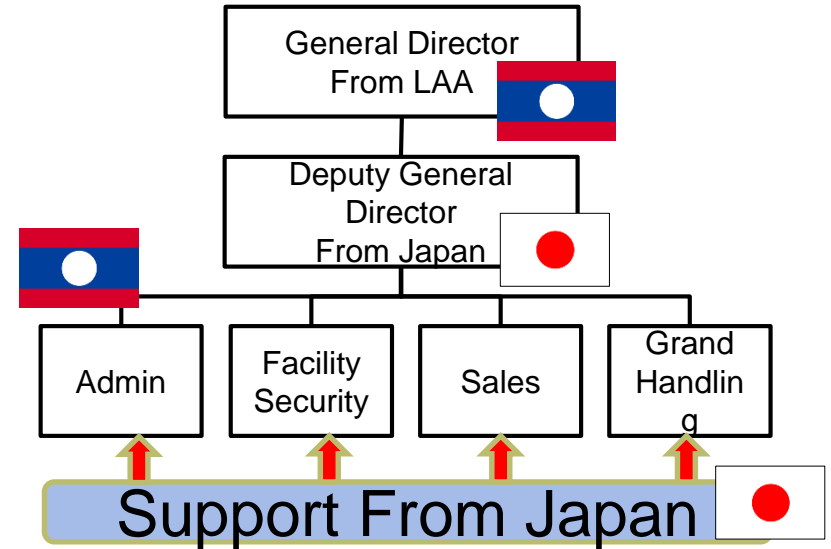 General Director
From LAA
Deputy General
Director
From Japan
Admin
Facility
Security
Sales
Grand
Handlin
g
Support From Japan